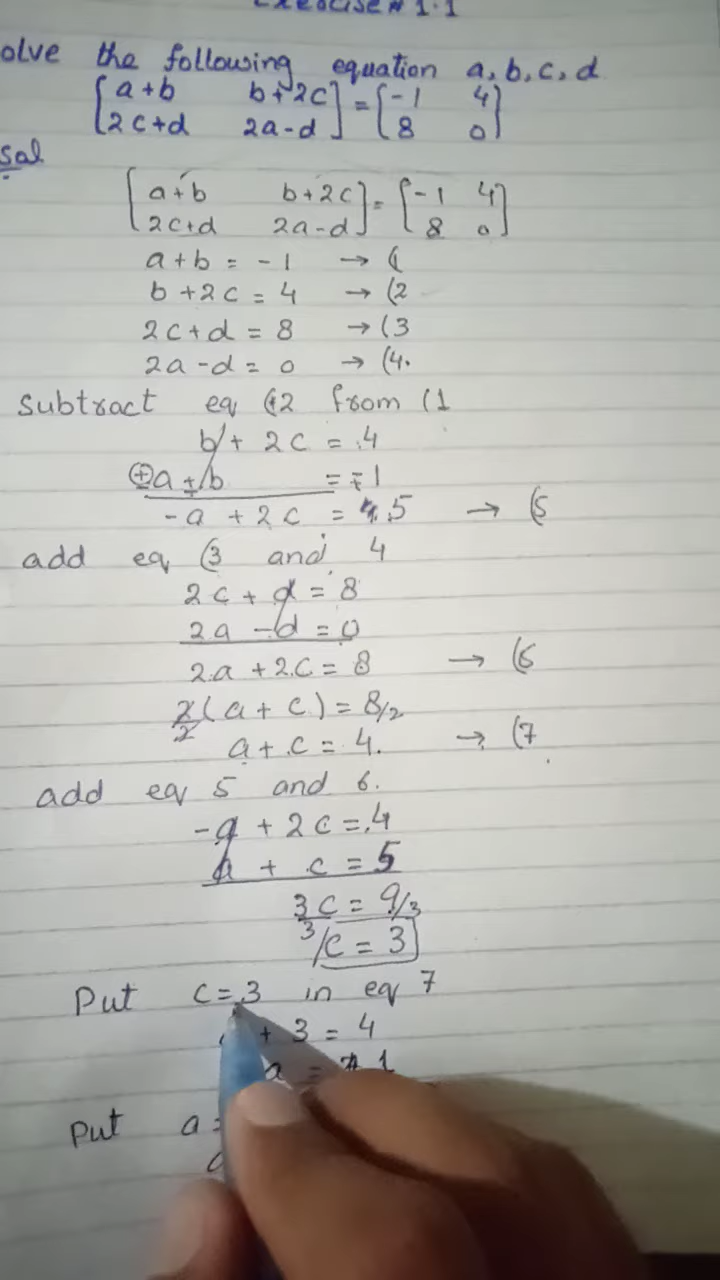 Exercise # 1.1
olve the following equation a, b, c, d
[a+b b+2c] = [-1 4]
[2c+d 2a-d] [8 0]
sol
[a+b b+2c] = [-1 4]
[2c+d 2a-d] [8 0]
a+b = -1 → (1
b+2c = 4 → (2
2c+d = 8 → (3
2a-d = 0 → (4.
subtract eq (2 from (1
b + 2c = 4
a + b = -1
-a + 2c = 5 → (5
add eq (3 and 4
2c + d = 8
2a - d = 0
2a + 2c = 8 → (6
2/2 (a + c) = 8/2
a + c = 4. → (7
add eq 5 and 6.
-a + 2c = 4
a + c = 5
3c = 9/3
3/c = 3
Put c = 3 in eq 7
+ 3 = 4
a = 1
Put a =